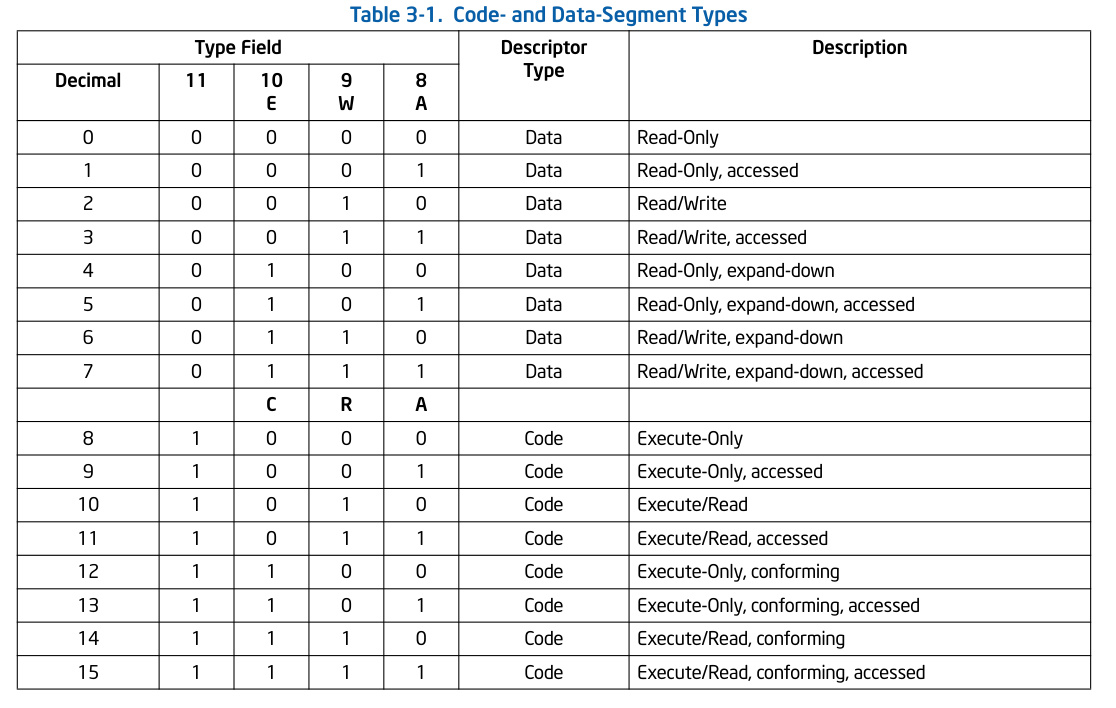 Table 3-1. Code- and Data-Segment Types
Type Field Descriptor Type Description
Decimal 11 10 E 9 W 8 A
0 0 0 0 0 Data Read-Only
1 0 0 0 1 Data Read-Only, accessed
2 0 0 1 0 Data Read/Write
3 0 0 1 1 Data Read/Write, accessed
4 0 1 0 0 Data Read-Only, expand-down
5 0 1 0 1 Data Read-Only, expand-down, accessed
6 0 1 1 0 Data Read/Write, expand-down
7 0 1 1 1 Data Read/Write, expand-down, accessed
C R A
8 1 0 0 0 Code Execute-Only
9 1 0 0 1 Code Execute-Only, accessed
10 1 0 1 0 Code Execute/Read
11 1 0 1 1 Code Execute/Read, accessed
12 1 1 0 0 Code Execute-Only, conforming
13 1 1 0 1 Code Execute-Only, conforming, accessed
14 1 1 1 0 Code Execute/Read, conforming
15 1 1 1 1 Code Execute/Read, conforming, accessed